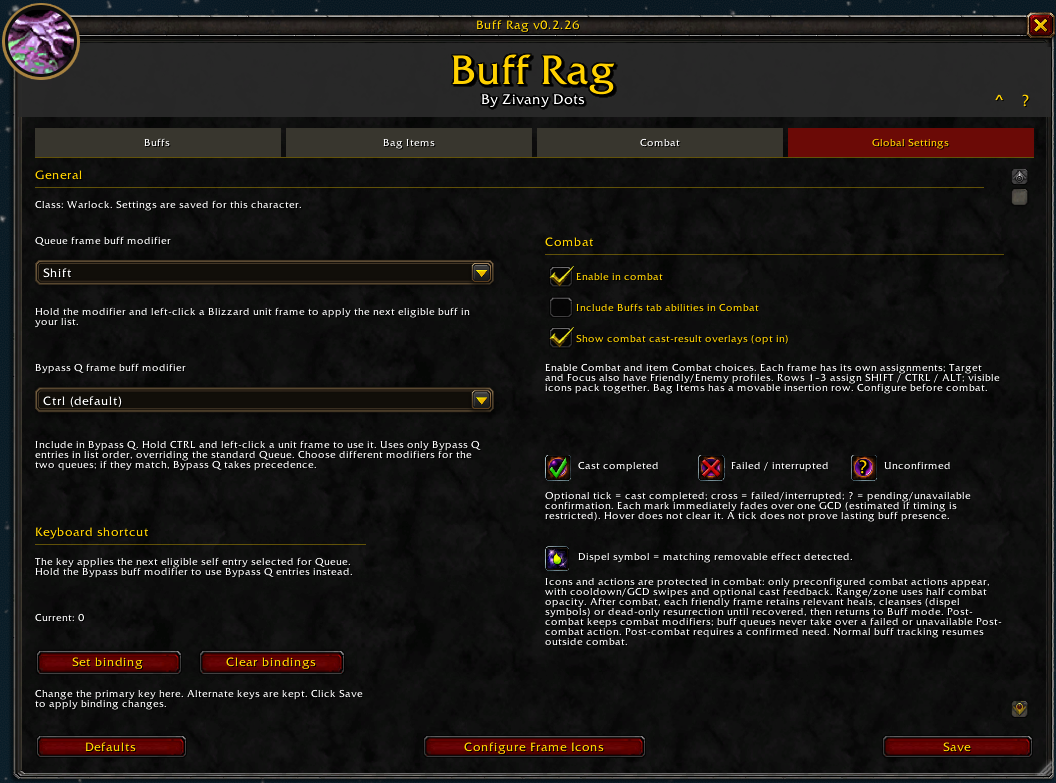 Buff Rag v0.2.26
Buff Rag
By Zivany Dots
^ ?
Buffs
Bag Items
Combat
Global Settings
General
Class: Warlock. Settings are saved for this character.
Queue frame buff modifier
Shift
Hold the modifier and left-click a Blizzard unit frame to apply the next eligible buff in
your list.
Bypass Q frame buff modifier
Ctrl (default)
Include in Bypass Q. Hold CTRL and left-click a unit frame to use it. Uses only Bypass Q
entries in list order, overriding the standard Queue. Choose different modifiers for the
two queues; if they match, Bypass Q takes precedence.
Keyboard shortcut
The key applies the next eligible self entry selected for Queue.
Hold the Bypass buff modifier to use Bypass Q entries instead.
Current: 0
Set binding
Clear bindings
Change the primary key here. Alternate keys are kept. Click Save
to apply binding changes.
Combat
Enable in combat
Include Buffs tab abilities in Combat
Show combat cast-result overlays (opt in)
Enable Combat and item Combat choices. Each frame has its own assignments; Target
and Focus also have Friendly/Enemy profiles. Rows 1-3 assign SHIFT / CTRL / ALT; visible
icons pack together. Bag Items has a movable insertion row. Configure before combat.
Cast completed
Failed / interrupted
?
Unconfirmed
Optional tick = cast completed; cross = failed/interrupted; ? = pending/unavailable
confirmation. Each mark immediately fades over one GCD (estimated if timing is
restricted). Hover does not clear it. A tick does not prove lasting buff presence.
Dispel symbol = matching removable effect detected.
Icons and actions are protected in combat: only preconfigured combat actions appear,
with cooldown/GCD swipes and optional cast feedback. Range/zone uses half combat
opacity. After combat, each friendly frame retains relevant heals, cleanses (dispel
symbols) or dead-only resurrection until recovered, then returns to Buff mode. Post-
combat keeps combat modifiers; buff queues never take over a failed or unavailable Post-
combat action. Post-combat requires a confirmed need. Normal buff tracking resumes
outside combat.
Defaults
Configure Frame Icons
Save